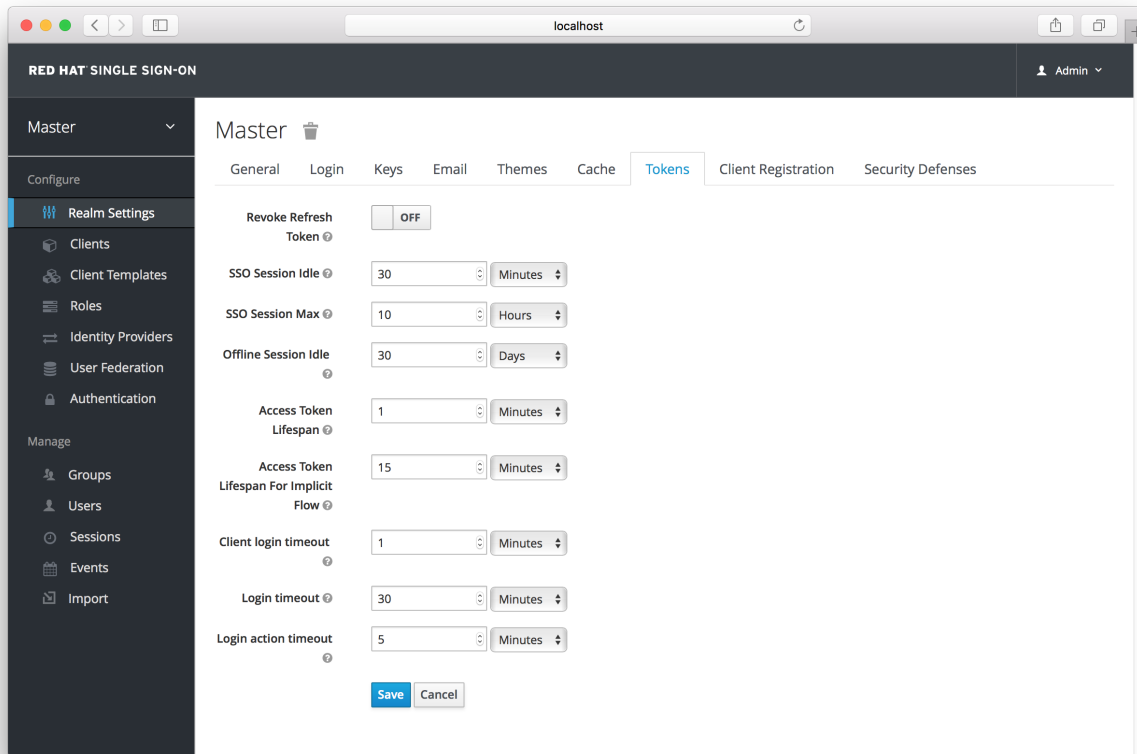 localhost
RED HAT SINGLE SIGN-ON
Admin
Master
Configure
Realm Settings
Clients
Client Templates
Roles
Identity Providers
User Federation
Authentication
Manage
Groups
Users
Sessions
Events
Import
Master
General Login Keys Email Themes Cache Tokens Client Registration Security Defenses
Revoke Refresh
Token
OFF
SSO Session Idle 30 Minutes
SSO Session Max 10 Hours
Offline Session Idle 30 Days
Access Token
Lifespan
1 Minutes
Access Token
Lifespan For Implicit
Flow
15 Minutes
Client login timeout 1 Minutes
Login timeout 30 Minutes
Login action timeout 5 Minutes
Save Cancel